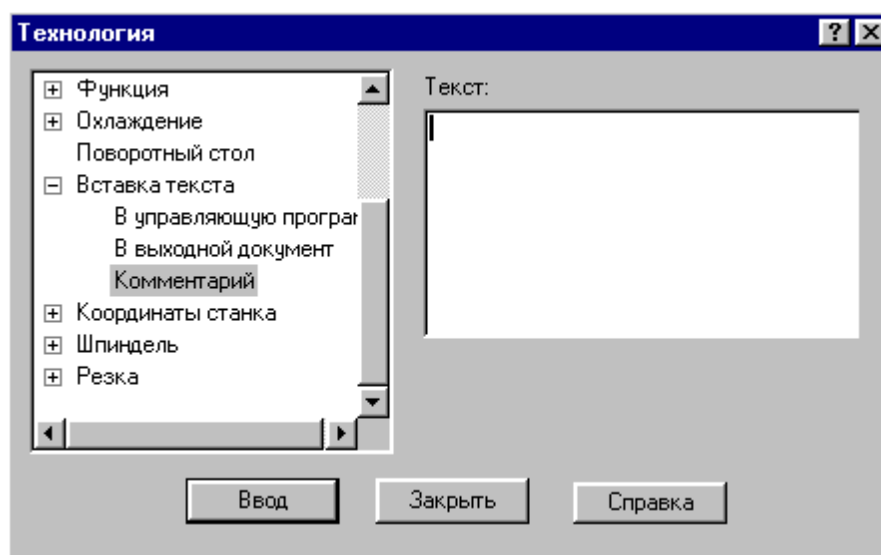 Технология
Функция
Охлаждение
Поворотный стол
Вставка текста
В управляющую програм
В выходной документ
Комментарий
Координаты станка
Шпиндель
Резка
Текст:
Ввод
Закрыть
Справка